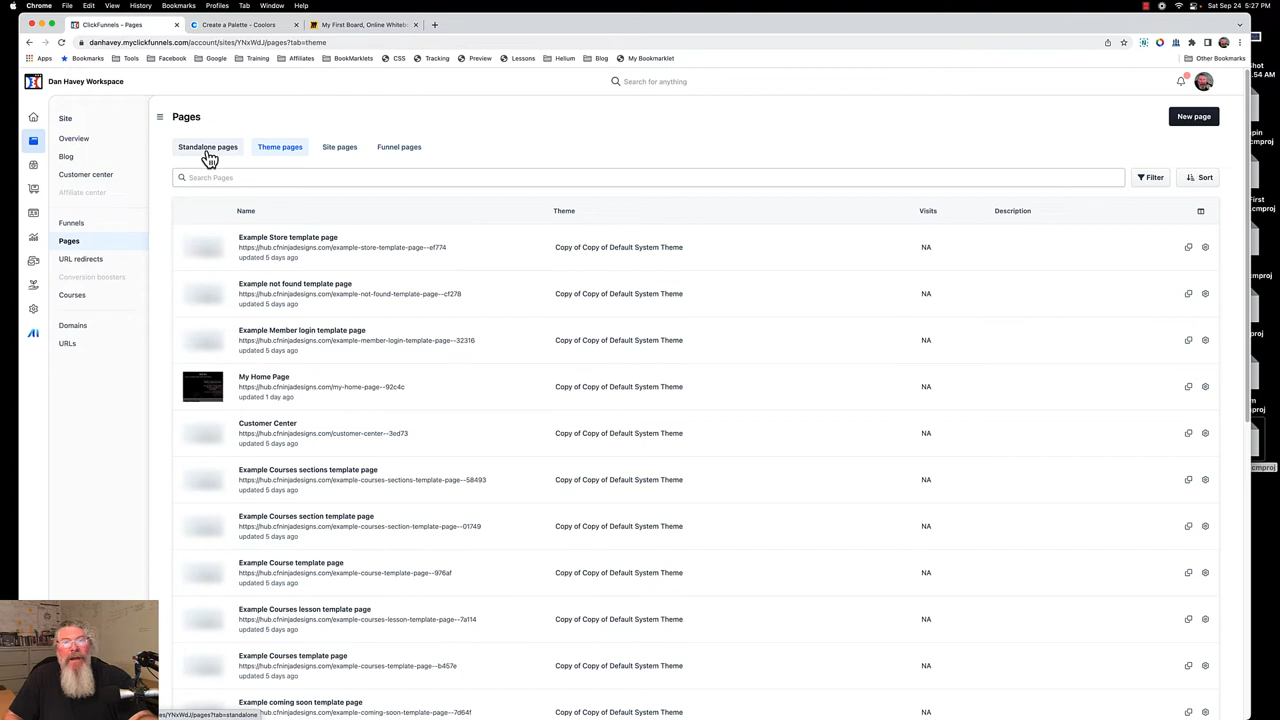 Chrome File Edit View History Bookmarks Profiles Tab Window Help
Sat Sep 24 5:27 PM
ClickFunnels - Pages
Create a Palette - Coolors
My First Board, Online Whiteb
danhavey.myclickfunnels.com/account/sites/YNxWdJ/pages?tab=theme
Apps Bookmarks Tools Facebook Google Training Affiliates BookMarklets CSS Tracking Preview Lessons Helium Blog My Bookmarklet Other Bookmarks
Dan Havey Workspace
Search for anything
Site
Overview
Blog
Customer center
Affiliate center
Funnels
Pages
URL redirects
Conversion boosters
Courses
Domains
URLs
Pages
New page
Standalone pages Theme pages Site pages Funnel pages
Search Pages
Filter
Sort
Name Theme Visits Description
Example Store template page
https://hub.cfninjadesigns.com/example-store-template-page--ef774
updated 5 days ago
Copy of Copy of Default System Theme
NA
Example not found template page
https://hub.cfninjadesigns.com/example-not-found-template-page--cf278
updated 5 days ago
Copy of Copy of Default System Theme
NA
Example Member login template page
https://hub.cfninjadesigns.com/example-member-login-template-page--32316
updated 5 days ago
Copy of Copy of Default System Theme
NA
My Home Page
https://hub.cfninjadesigns.com/my-home-page--92c4c
updated 1 day ago
Copy of Copy of Default System Theme
NA
Customer Center
https://hub.cfninjadesigns.com/customer-center--3ed73
updated 5 days ago
Copy of Copy of Default System Theme
NA
Example Courses sections template page
https://hub.cfninjadesigns.com/example-courses-sections-template-page--58493
updated 5 days ago
Copy of Copy of Default System Theme
NA
Example Courses section template page
https://hub.cfninjadesigns.com/example-courses-section-template-page--01749
updated 5 days ago
Copy of Copy of Default System Theme
NA
Example Course template page
https://hub.cfninjadesigns.com/example-course-template-page--976af
updated 5 days ago
Copy of Copy of Default System Theme
NA
Example Courses lesson template page
https://hub.cfninjadesigns.com/example-courses-lesson-template-page--7a114
updated 5 days ago
Copy of Copy of Default System Theme
NA
Example Courses template page
https://hub.cfninjadesigns.com/example-courses-template-page--b457e
updated 5 days ago
Copy of Copy of Default System Theme
NA
Example coming soon template page
https://hub.cfninjadesigns.com/example-coming-soon-template-page--7d64f
Copy of Copy of Default System Theme
NA
es/YNxWdJ/pages?tab=standalone
hot
54 AM
pin
cmproj
First
cmproj
cmproj
cmproj
m
cmproj
cmproj